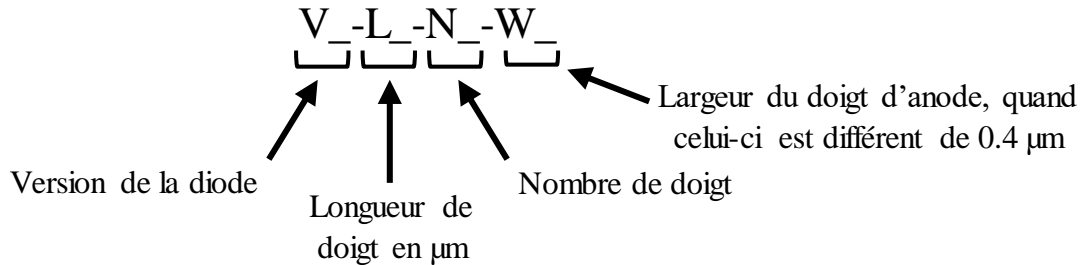 V_-L_-N_-W_
Largeur du doigt d'anode, quand
celui-ci est différent de 0.4 µm
Version de la diode
Nombre de doigt
Longueur de
doigt en µm